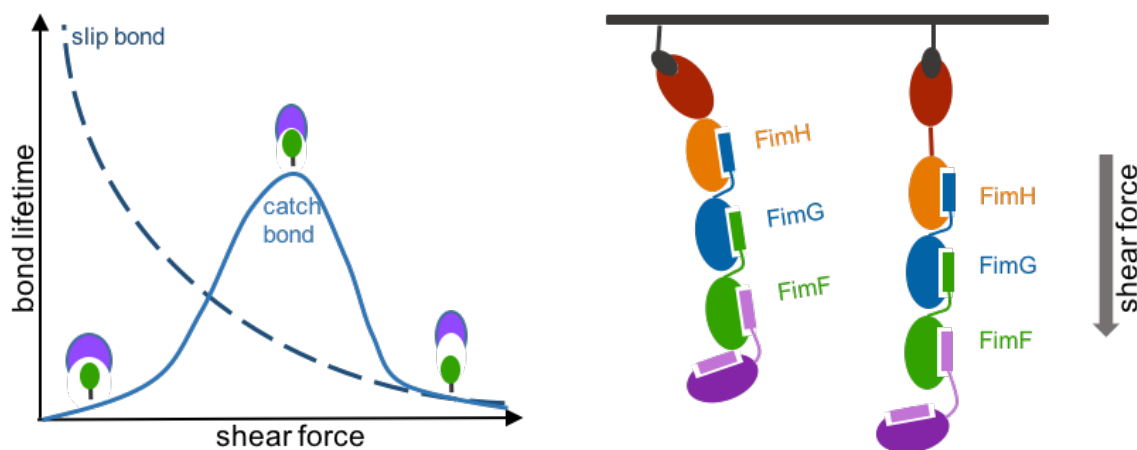 slip bond
catch
bond
bond lifetime
shear force
FimH
FimG
FimF
FimH
FimG
FimF
shear force